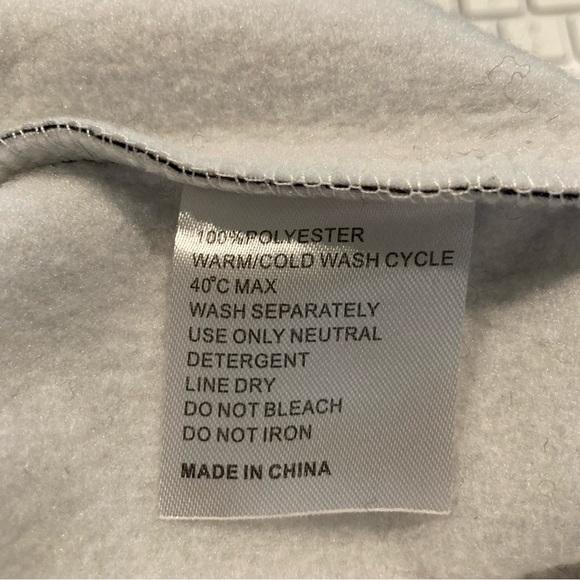 100%POLYESTER
WARM/COLD WASH CYCLE
40°C MAX
WASH SEPARATELY
USE ONLY NEUTRAL
DETERGENT
LINE DRY
DO NOT BLEACH
DO NOT IRON
MADE IN CHINA